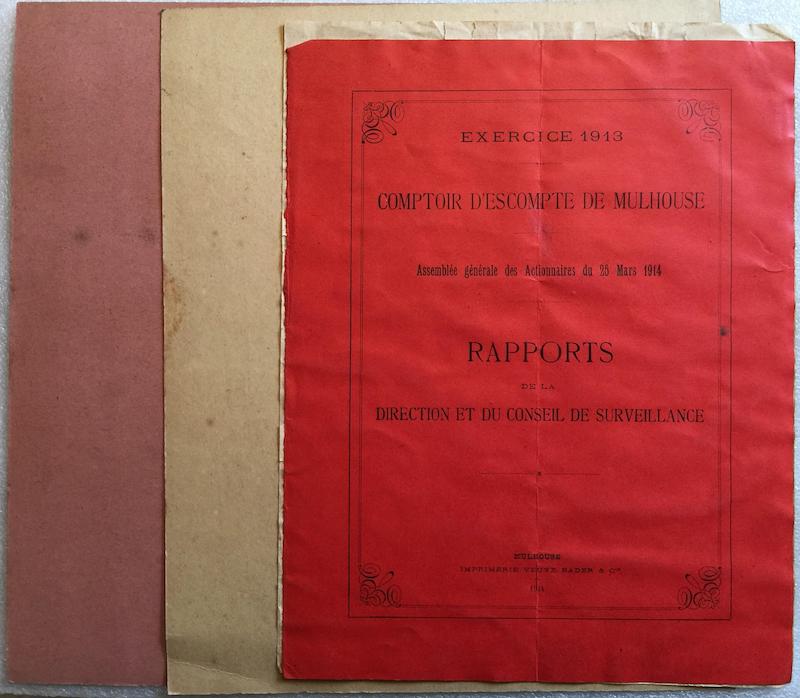 EXERCICE 1913
COMPTOIR D'ESCOMPTE DE MULHOUSE
Assemblée générale des Actionnaires du 25 Mars 1914
RAPPORTS
DE LA
DIRECTION ET DU CONSEIL DE SURVEILLANCE
MULHOUSE
IMPRIMERIE VEUVE BADER & Cie
1914